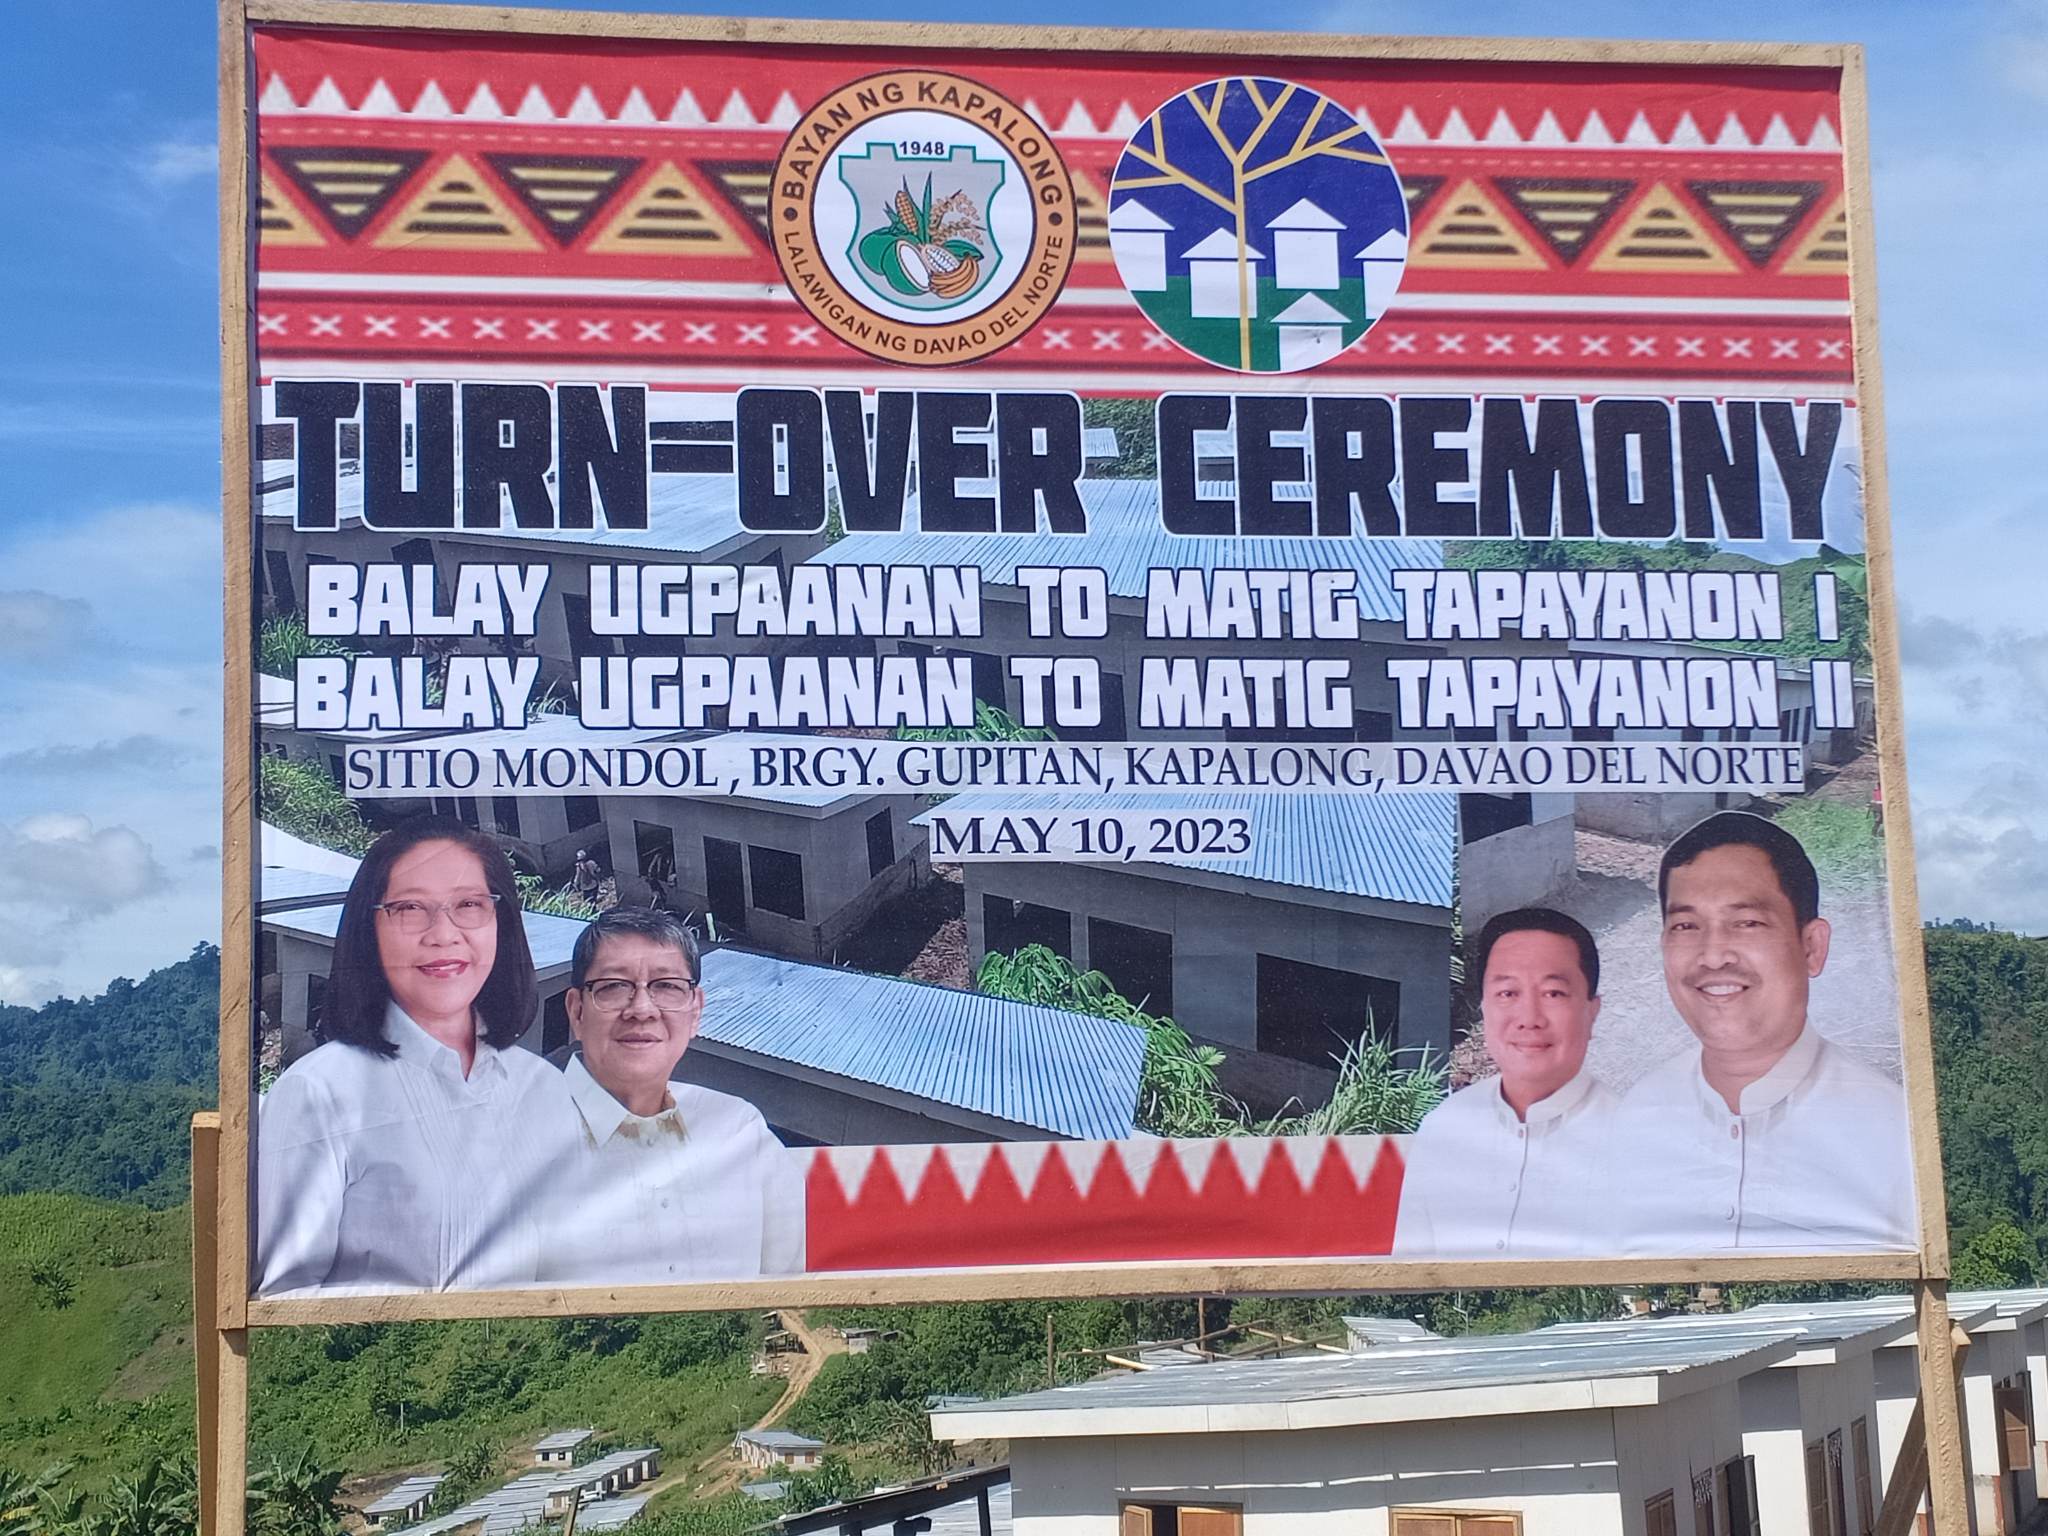 BAYAN NG KAPALONG
1948
LALAWIGAN NG DAVAO DEL NORTE
TURN-OVER CEREMONY
BALAY UGPAANAN TO MATIG TAPAYANON I
BALAY UGPAANAN TO MATIG TAPAYANON II
SITIO MONDOL, BRGY. GUPITAN, KAPALONG, DAVAO DEL NORTE
MAY 10, 2023